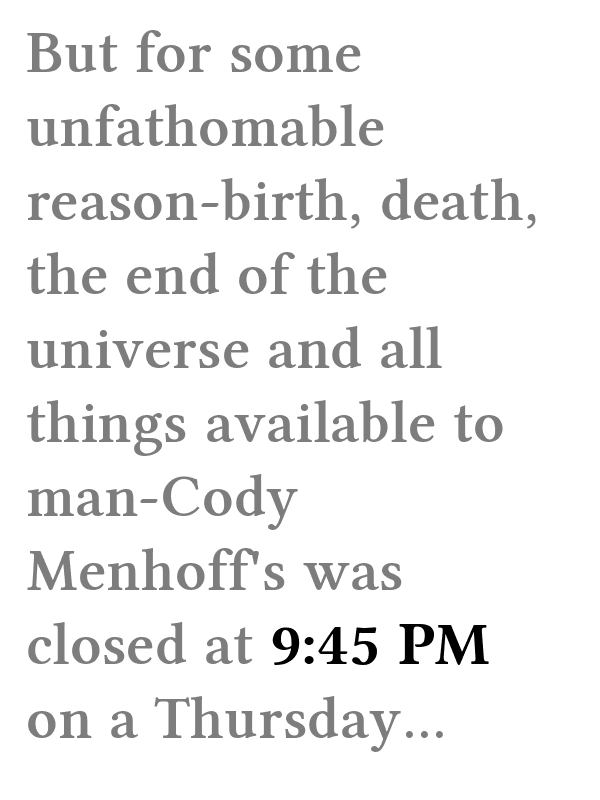 But for some
unfathomable
reason-birth, death,
the end of the
universe and all
things available to
man-Cody
Menhoff's was
closed at 9:45 PM
on a Thursday...